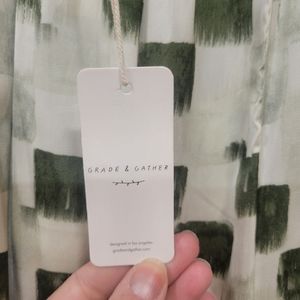 GRADE & GATHER
designed in los angeles
gradeandgather.com